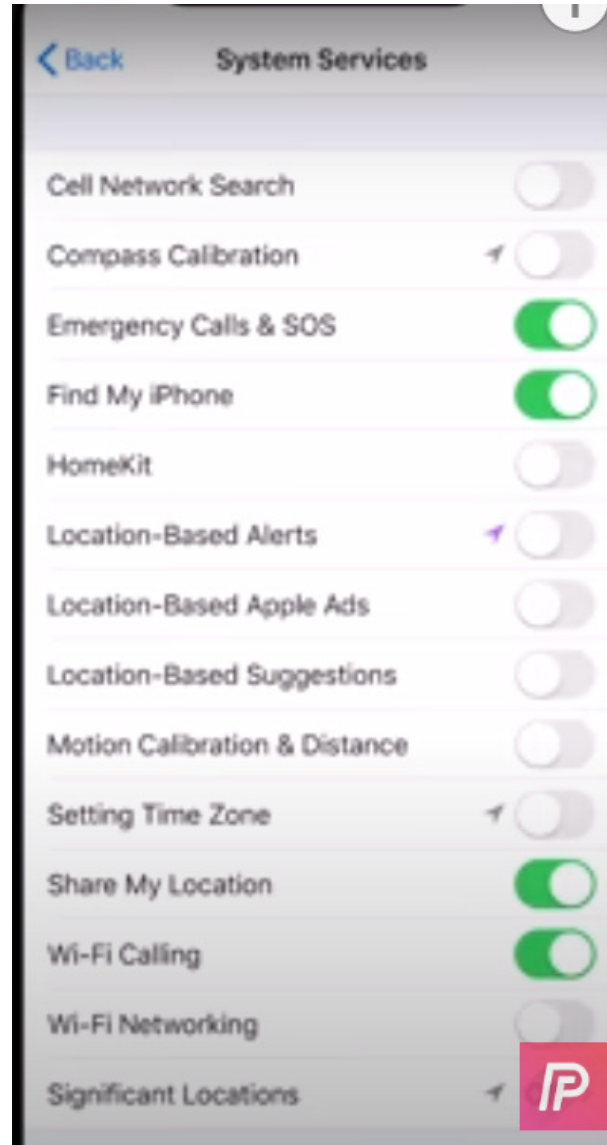 Back
System Services
Cell Network Search
Compass Calibration
Emergency Calls & SOS
Find My iPhone
HomeKit
Location-Based Alerts
Location-Based Apple Ads
Location-Based Suggestions
Motion Calibration & Distance
Setting Time Zone
Share My Location
Wi-Fi Calling
Wi-Fi Networking
Significant Locations